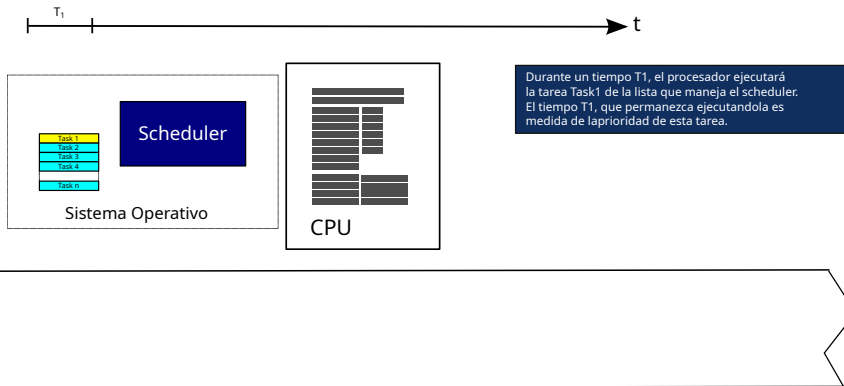 T1
t
Durante un tiempo T1, el procesador ejecutará
la tarea Task1 de la lista que maneja el scheduler.
El tiempo T1, que permanezca ejecutandola es
medida de laprioridad de esta tarea.
Scheduler
Task 1
Task 2
Task 3
Task 4
Task n
Sistema Operativo
CPU